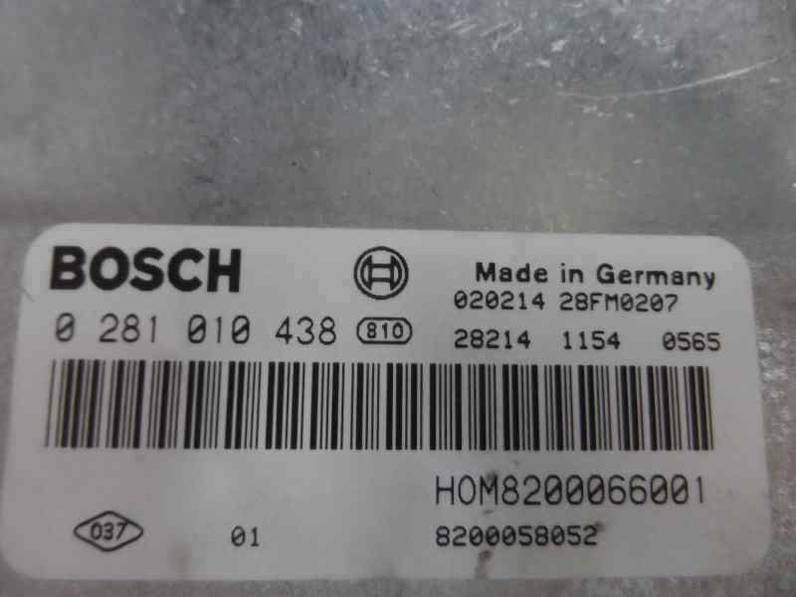 BOSCH
Made in Germany
020214 28FM0207
0 281 010 438 810
28214 1154 0565
HOM8200066001
037 01 8200058052